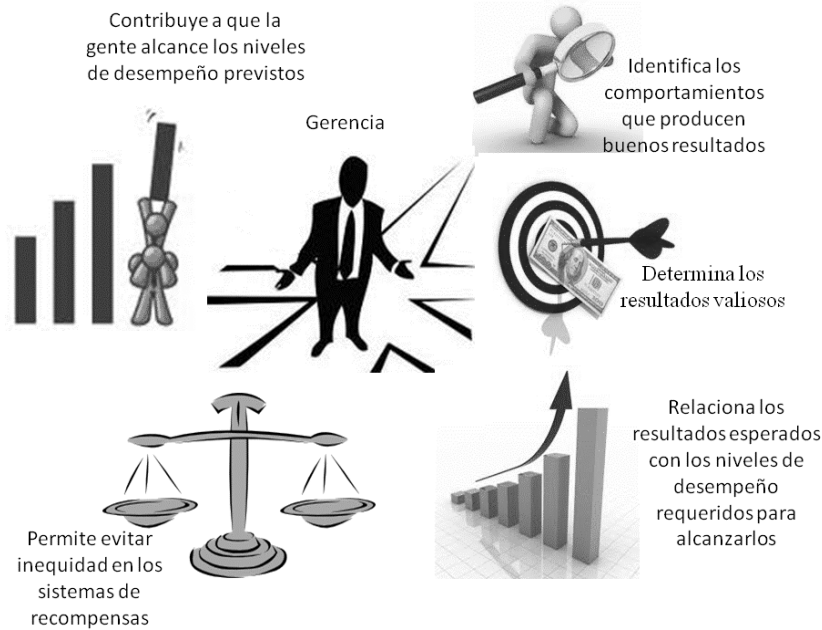 Contribuye a que la
gente alcance los niveles
de desempeño previstos
Gerencia
Identifica los
comportamientos
que producen
buenos resultados
Determina los
resultados valiosos
Relaciona los
resultados esperados
con los niveles de
desempeño
requeridos para
alcanzarlos
Permite evitar
inequidad en los
sistemas de
recompensas